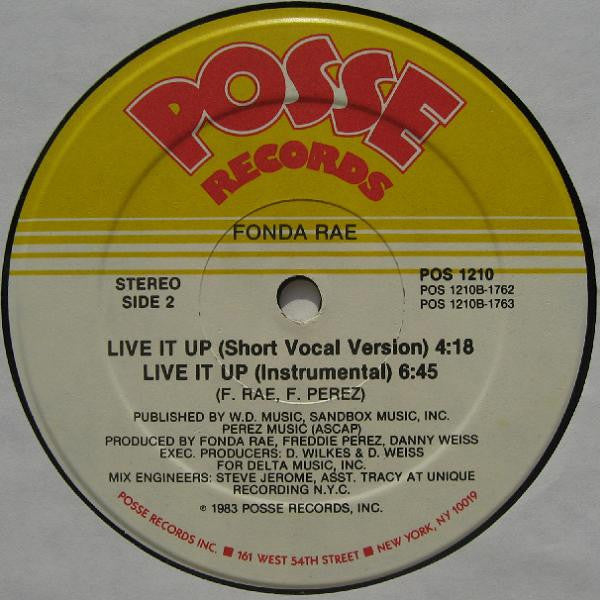 POSSE
RECORDS
FONDA RAE
STEREO
SIDE 2
POS 1210
POS 1210B-1762
POS 1210B-1763
LIVE IT UP (Short Vocal Version) 4:18
LIVE IT UP (Instrumental) 6:45
(F. RAE, F. PEREZ)
PUBLISHED BY W.D. MUSIC, SANDBOX MUSIC, INC.
PEREZ MUSIC (ASCAP)
PRODUCED BY FONDA RAE, FREDDIE PEREZ, DANNY WEISS
EXEC. PRODUCERS: D. WILKES & D. WEISS
FOR DELTA MUSIC, INC.
MIX ENGINEERS: STEVE JEROME, ASST. TRACY AT UNIQUE
RECORDING N.Y.C.
℗ 1983 POSSE RECORDS, INC.
POSSE RECORDS INC. ■ 161 WEST 54TH STREET ■ NEW YORK, NY 10019